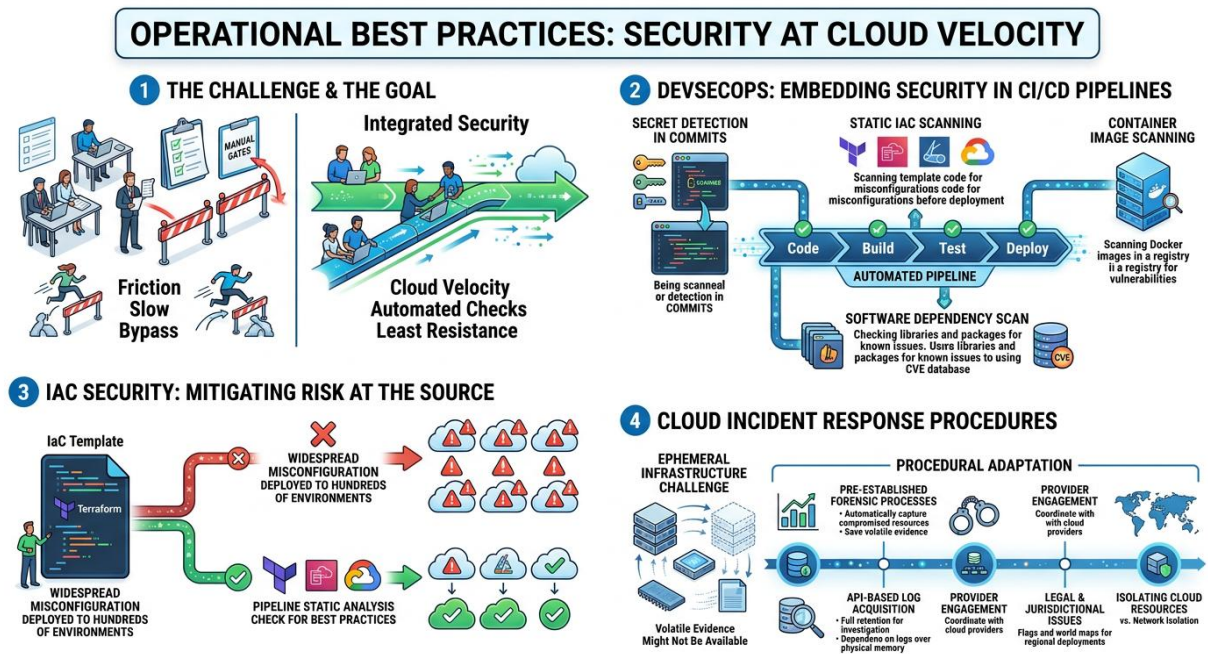 OPERATIONAL BEST PRACTICES: SECURITY AT CLOUD VELOCITY
1 THE CHALLENGE & THE GOAL
MANUAL
GATES
Friction
Slow
Bypass
Integrated Security
Cloud Velocity
Automated Checks
Least Resistance
2 DEVSECOPS: EMBEDDING SECURITY IN CI/CD PIPELINES
SECRET DETECTION
IN COMMITS
Being scanneal
or detection in
COMMITS
STATIC IAC SCANNING
Scanning template code for
misconfigurations code for
misconfigurations before deployment
CONTAINER
IMAGE SCANNING
Scanning Docker
images in a registry
ii a registry for
vulnerabilities
Code
Build
Test
Deploy
AUTOMATED PIPELINE
SOFTWARE DEPENDENCY SCAN
Checking libraries and packages for
known issues. Usıre libraries and
packages for known issues to using
CVE database
CVE
3 IAC SECURITY: MITIGATING RISK AT THE SOURCE
IaC Template
Terraform
WIDESPREAD
MISCONFIGURATION
DEPLOYED TO HUNDREDS
OF ENVIRONMENTS
WIDESPREAD
MISCONFIGURATION
DEPLOYED TO HUNDREDS
OF ENVIRONMENTS
PIPELINE STATIC ANALYSIS
CHECK FOR BEST PRACTICES
4 CLOUD INCIDENT RESPONSE PROCEDURES
EPHEMERAL
INFRASTRUCTURE
CHALLENGE
Volatile Evidence
Might Not Be Available
PROCEDURAL ADAPTATION
PRE-ESTABLISHED
FORENSIC PROCESSES
• Automatically capture
compromised resources
• Save volatile evidence
PROVIDER
ENGAGEMENT
Coordinate with
with cloud
providers
API-BASED LOG
ACQUISITION
• Full retention for
investigation
• Dependeno on logs over
physical memory
PROVIDER
ENGAGEMENT
Coordinate with
cloud providers
LEGAL &
JURISDICTIONAL
ISSUES
Flags and world maps for
regional deployments
ISOLATING CLOUD
RESOURCES
vs. Network Isolation